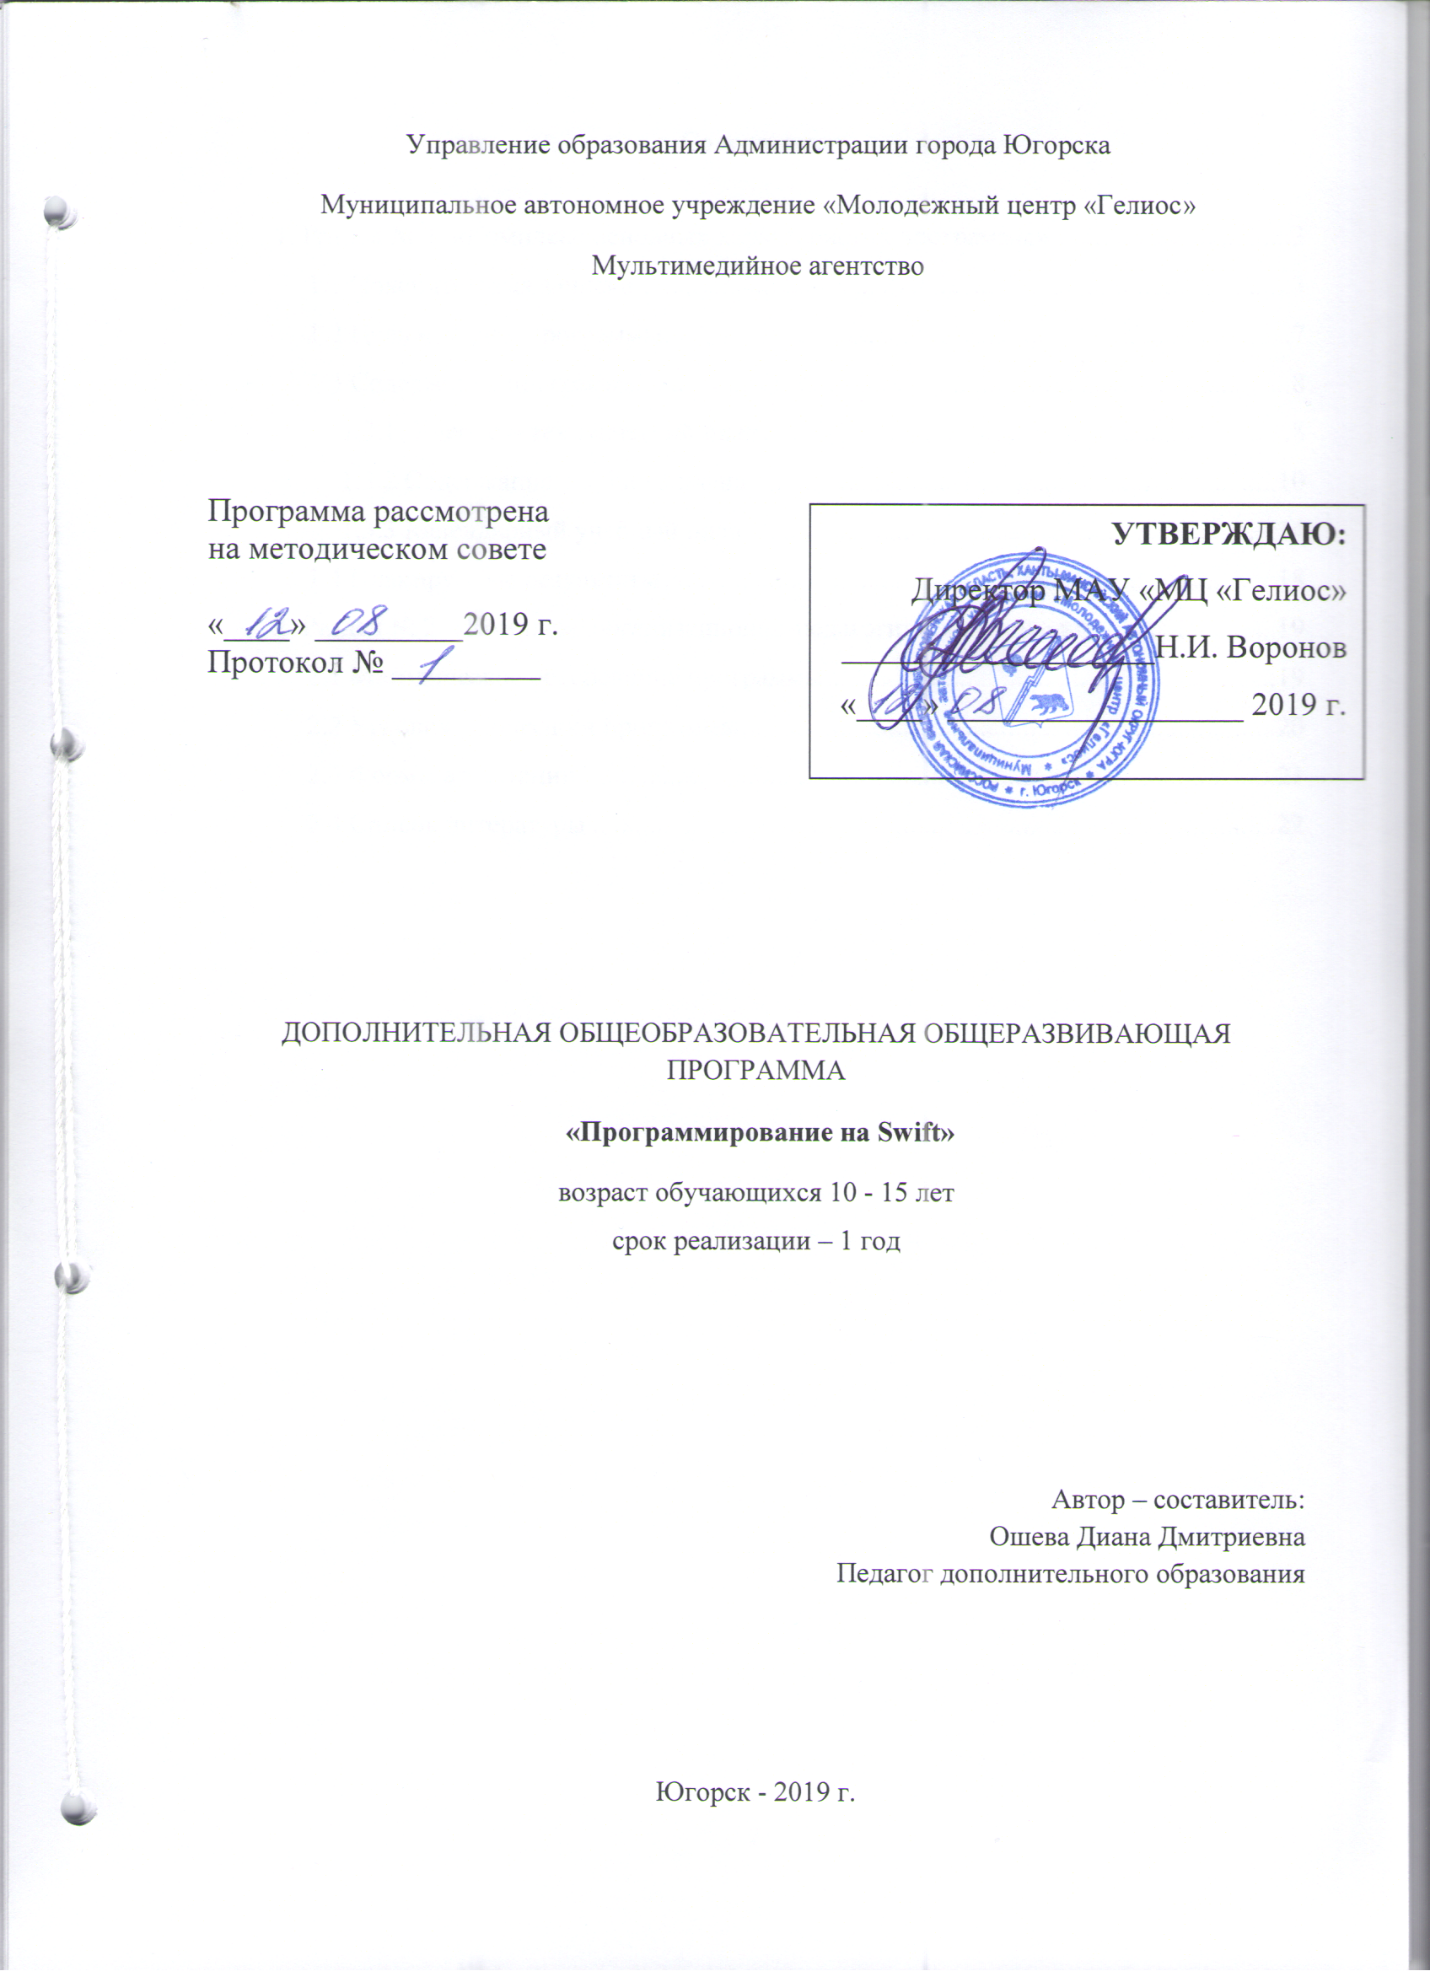 Управление образования Администрации города Югорска
Муниципальное автономное учреждение «Молодежный центр «Гелиос»
Мультимедийное агентство
Программа рассмотрена
на методическом совете
«12» 08 2019 г.
Протокол № 1
УТВЕРЖДАЮ:
Директор МАУ «МЦ «Гелиос»
Н.И. Воронов
«12» 08 2019 г.
г. Югорск
ДОПОЛНИТЕЛЬНАЯ ОБЩЕОБРАЗОВАТЕЛЬНАЯ ОБЩЕРАЗВИВАЮЩАЯ
ПРОГРАММА
«Программирование на Swift»
возраст обучающихся 10 - 15 лет
срок реализации – 1 год
Автор – составитель:
Ошева Диана Дмитриевна
Педагог дополнительного образования
Югорск - 2019 г.